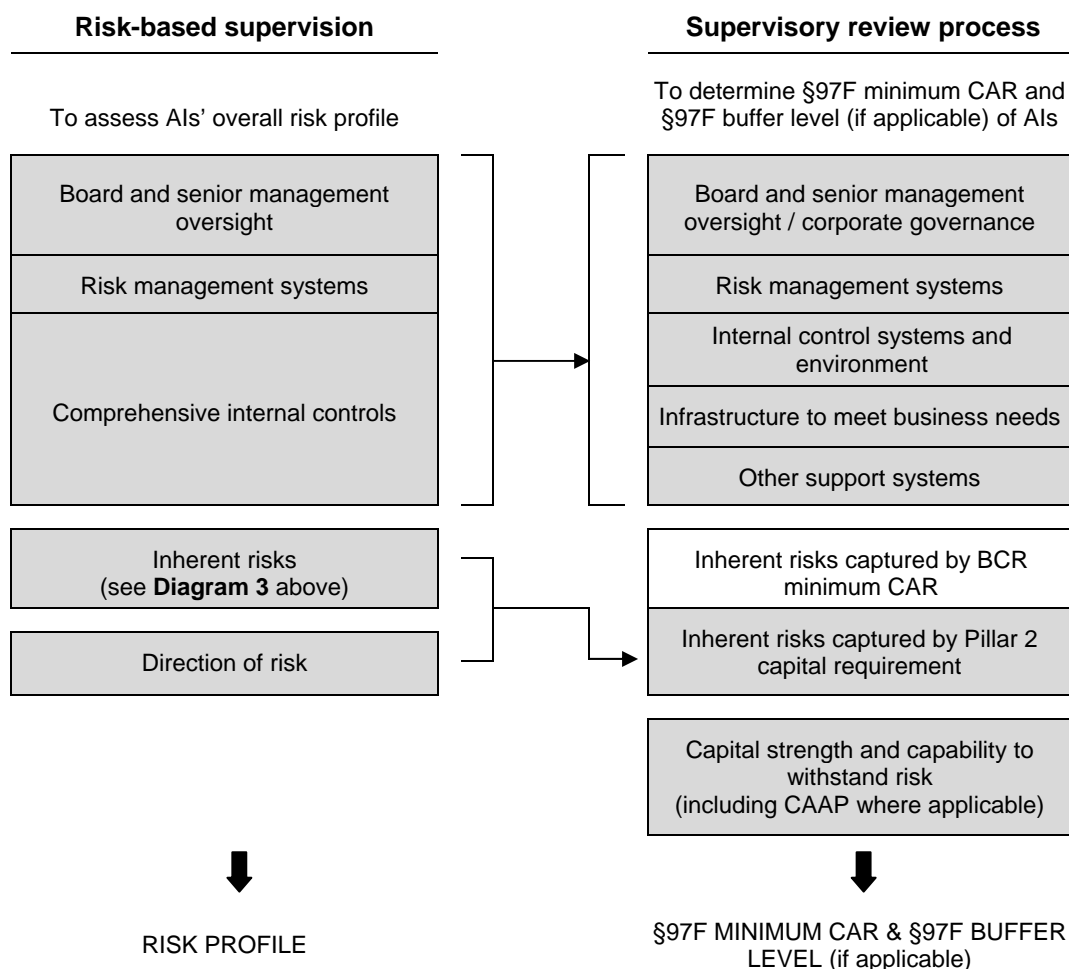 Risk-based supervision
To assess AIs' overall risk profile
Board and senior management
oversight
Risk management systems
Comprehensive internal controls
Inherent risks
(see Diagram 3 above)
Direction of risk
RISK PROFILE
Supervisory review process
To determine §97F minimum CAR and
§97F buffer level (if applicable) of AIs
Board and senior management
oversight / corporate governance
Risk management systems
Internal control systems and
environment
Infrastructure to meet business needs
Other support systems
Inherent risks captured by BCR
minimum CAR
Inherent risks captured by Pillar 2
capital requirement
Capital strength and capability to
withstand risk
(including CAAP where applicable)
§97F MINIMUM CAR & §97F BUFFER
LEVEL (if applicable)